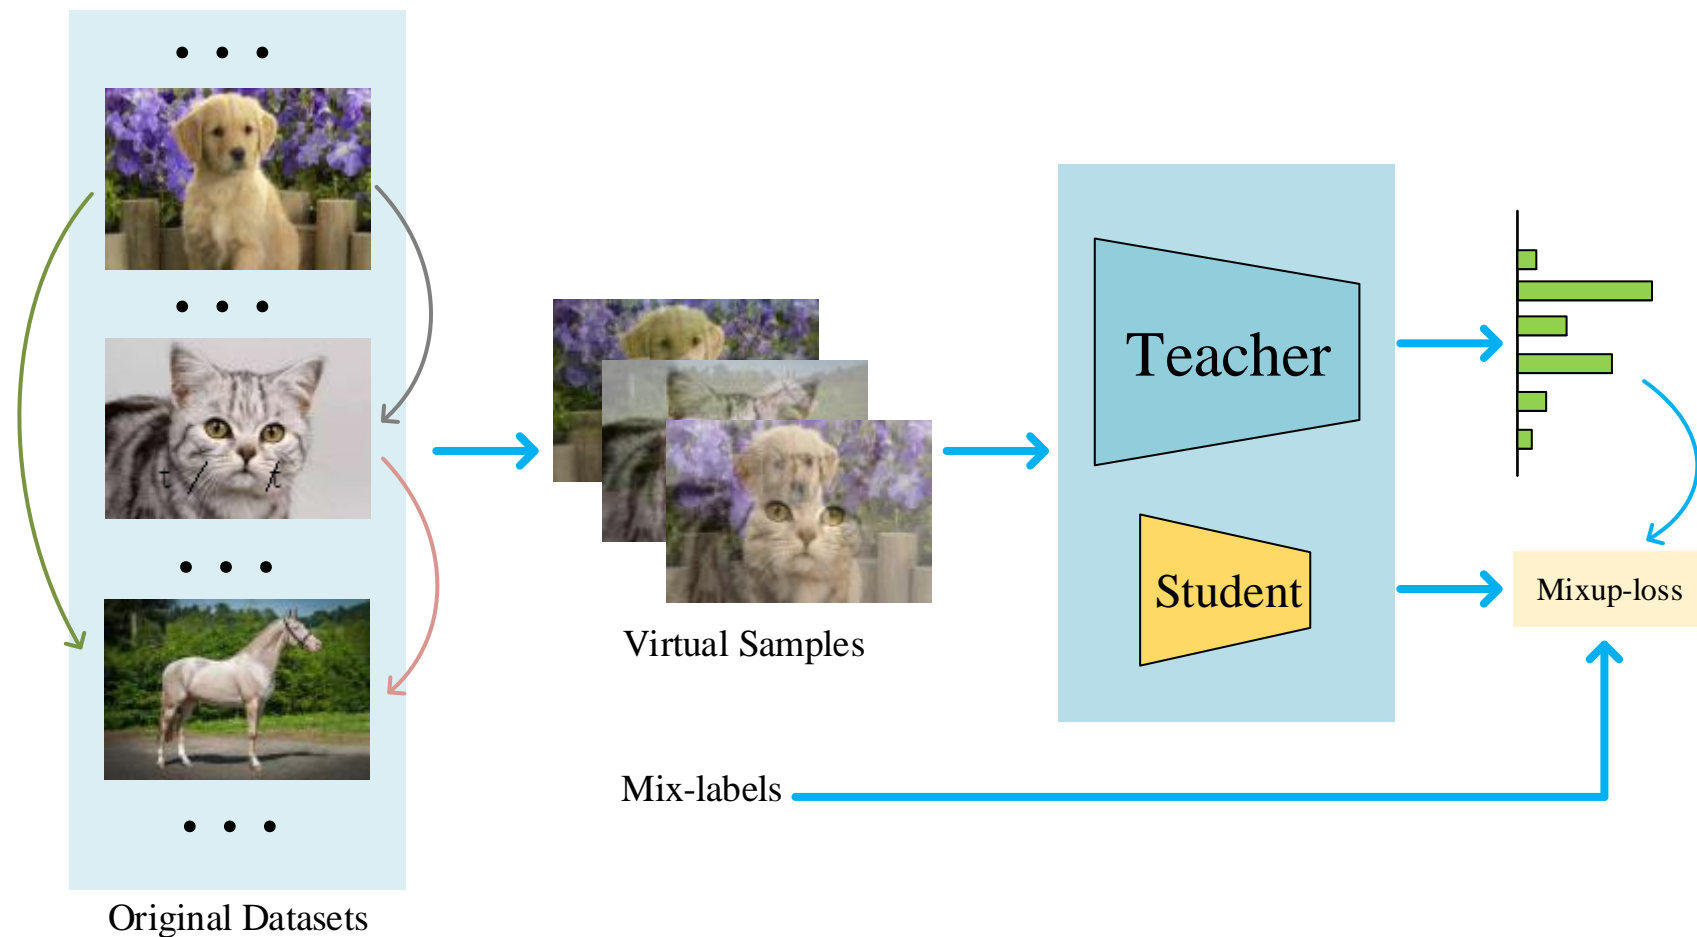 Teacher
Student
Mixup-loss
Virtual Samples
Mix-labels
Original Datasets